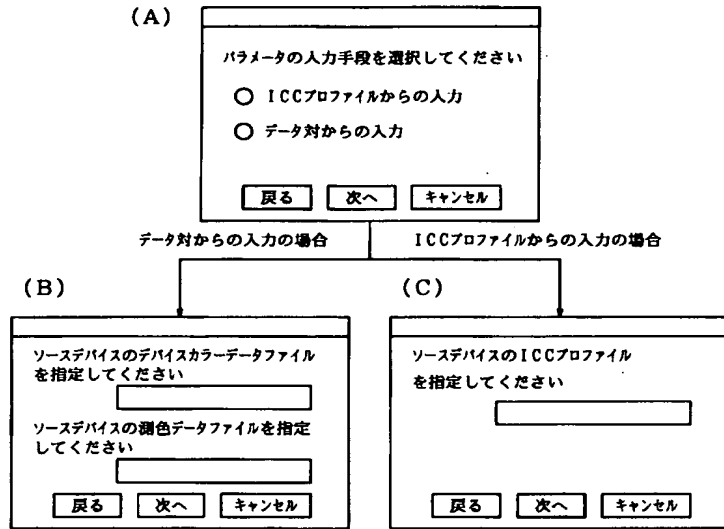 (A)
パラメータの入力手段を選択してください
ICCプロファイルからの入力
データ対からの入力
戻る 次へ キャンセル
データ対からの入力の場合 ICCプロファイルからの入力の場合
(B) (C)
ソースデバイスのデバイスカラーデータファイル
を指定してください
ソースデバイスの測色データファイルを指定
してください
戻る 次へ キャンセル
ソースデバイスのICCプロファイル
を指定してください
戻る 次へ キャンセル